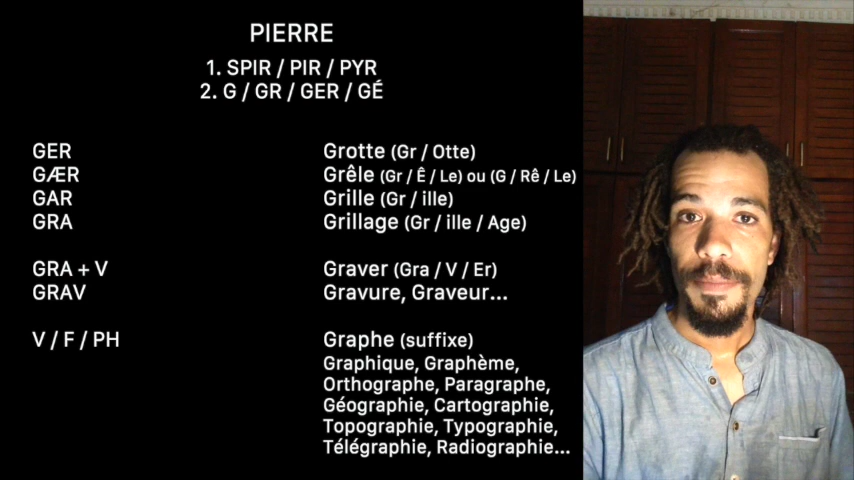 PIERRE
1. SPIR / PIR / PYR
2. G / GR / GER / GÉ
GER
GÆR
GAR
GRA
GRA + V
GRAV
V / F / PH
Grotte (Gr / Otte)
Grêle (Gr / Ê / Le) ou (G / Rê / Le)
Grille (Gr / ille)
Grillage (Gr / ille / Age)
Graver (Gra / V / Er)
Gravure, Graveur...
Graphe (suffixe)
Graphique, Graphème,
Orthographe, Paragraphe,
Géographie, Cartographie,
Topographie, Typographie,
Télégraphie, Radiographie...